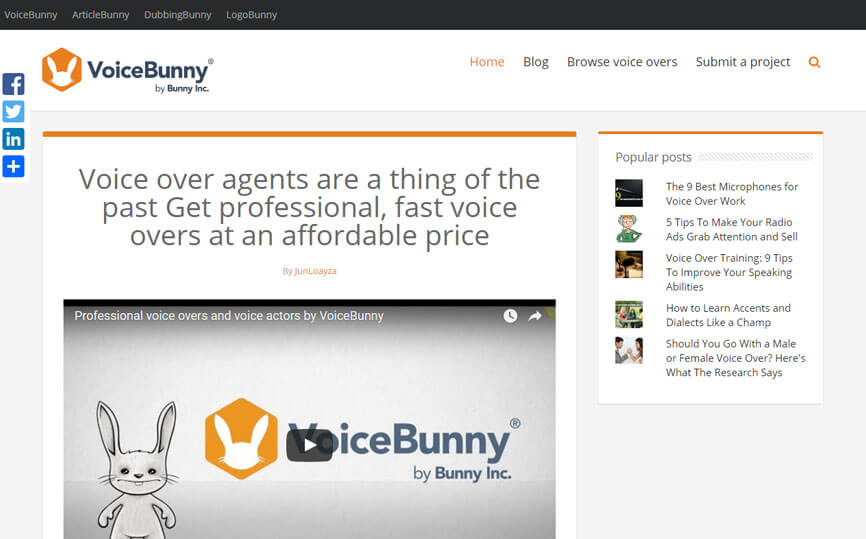 VoiceBunny ArticleBunny DubbingBunny LogoBunny
VoiceBunny®
by Bunny Inc.
Home Blog Browse voice overs Submit a project
Voice over agents are a thing of the
past Get professional, fast voice
overs at an affordable price
By JunLoayza
Professional voice overs and voice actors by VoiceBunny
VoiceBunny®
by Bunny Inc.
Popular posts
The 9 Best Microphones for
Voice Over Work
5 Tips To Make Your Radio
Ads Grab Attention and Sell
Voice Over Training: 9 Tips
To Improve Your Speaking
Abilities
How to Learn Accents and
Dialects Like a Champ
Should You Go With a Male
or Female Voice Over? Here's
What The Research Says